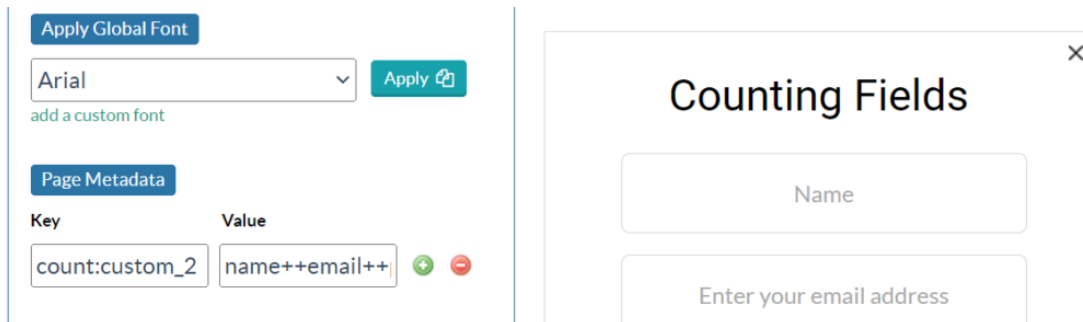 Apply Global Font
Arial
Apply
add a custom font
Page Metadata
Key Value
count:custom_2 name++email++
Counting Fields
Name
Enter your email address